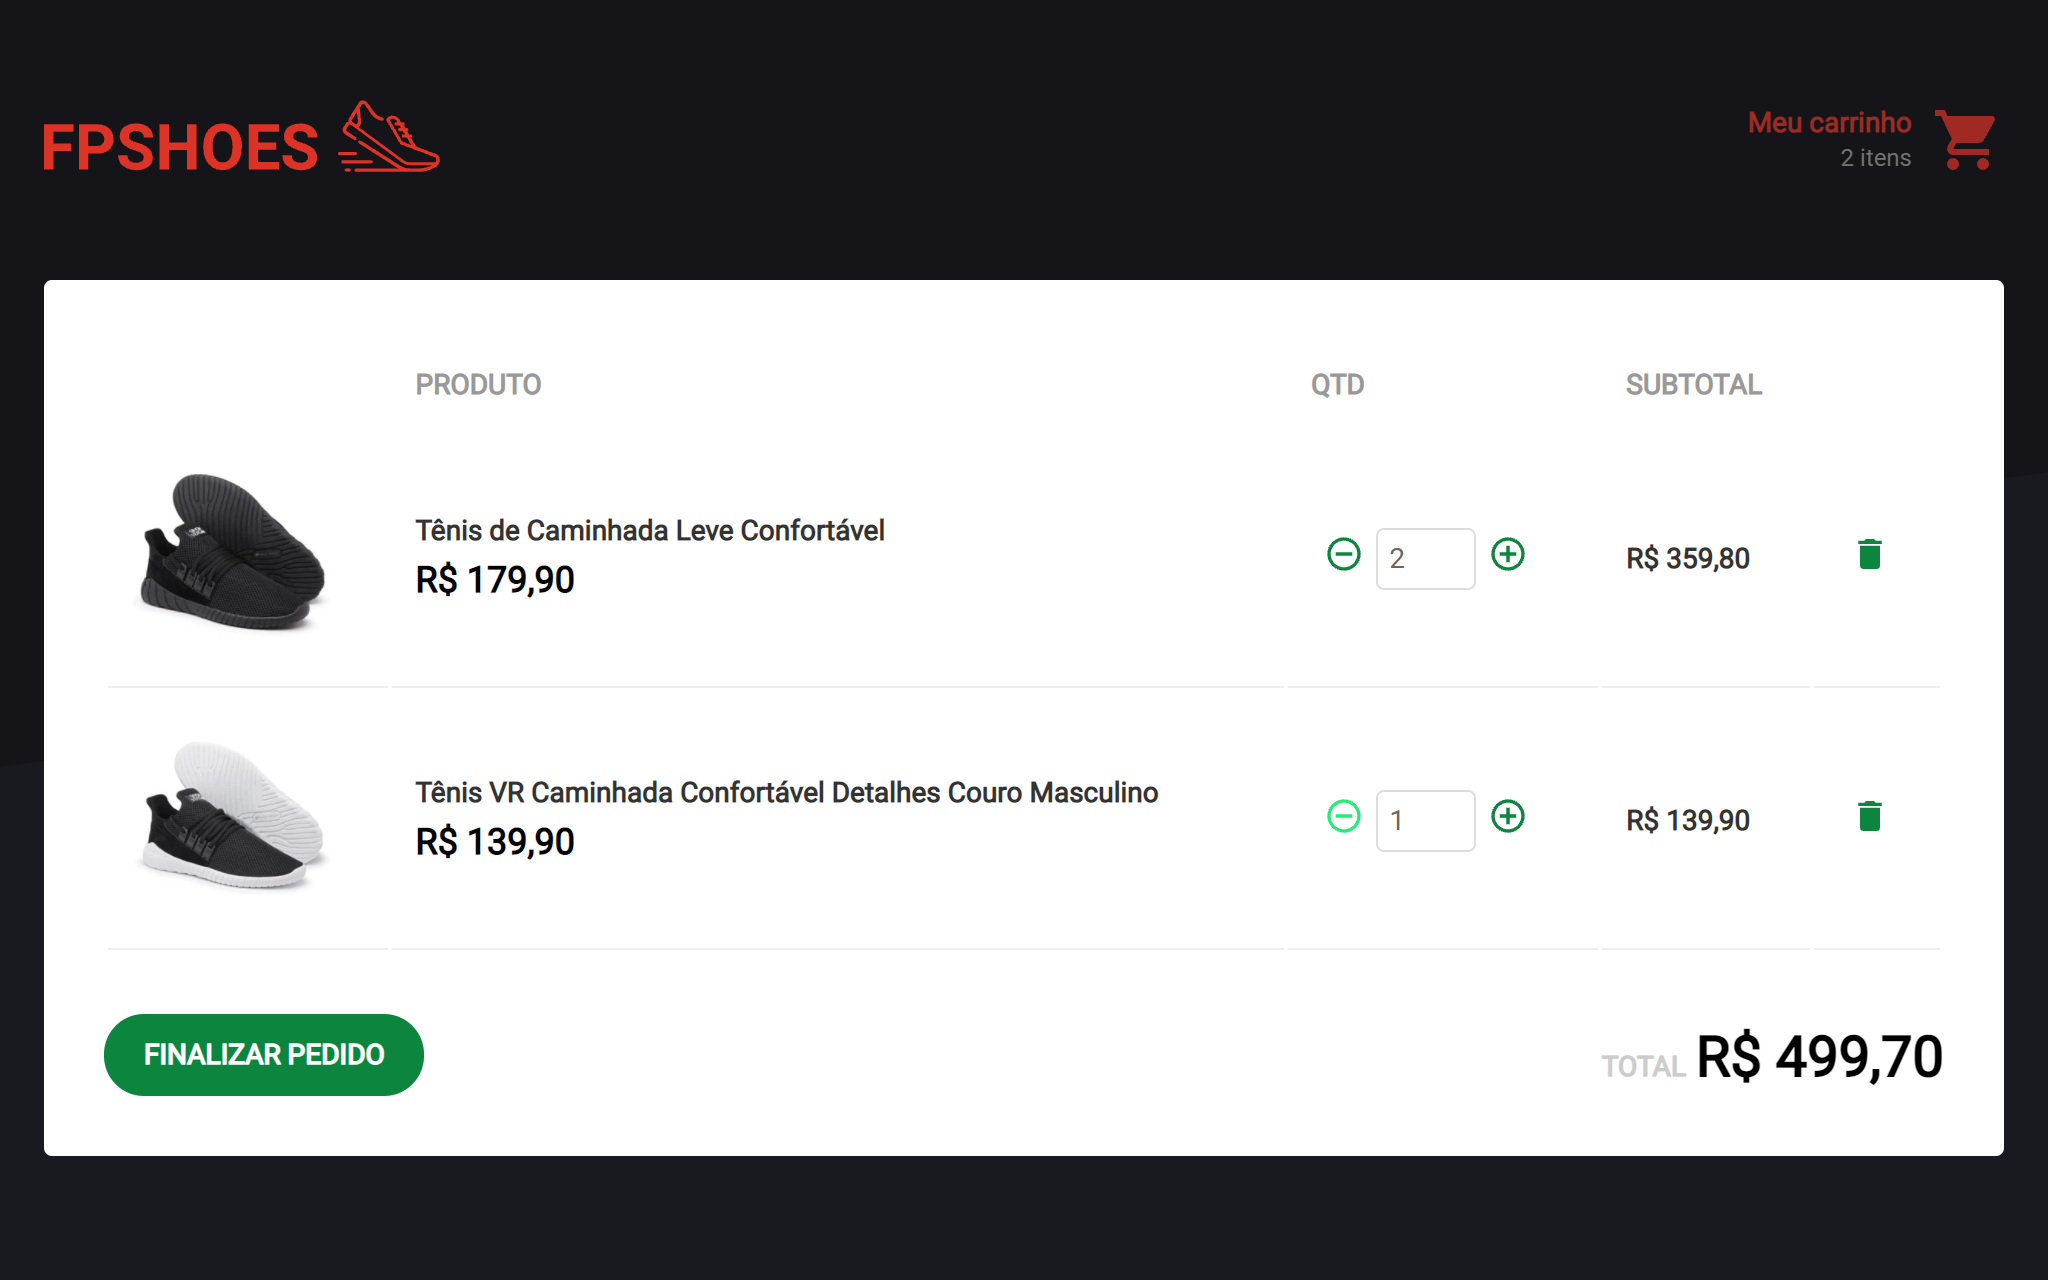 FPSHOES
Meu carrinho
2 itens
PRODUTO QTD SUBTOTAL
Tênis de Caminhada Leve Confortável
R$ 179,90
2 R$ 359,80
Tênis VR Caminhada Confortável Detalhes Couro Masculino
R$ 139,90
1 R$ 139,90
FINALIZAR PEDIDO TOTAL R$ 499,70